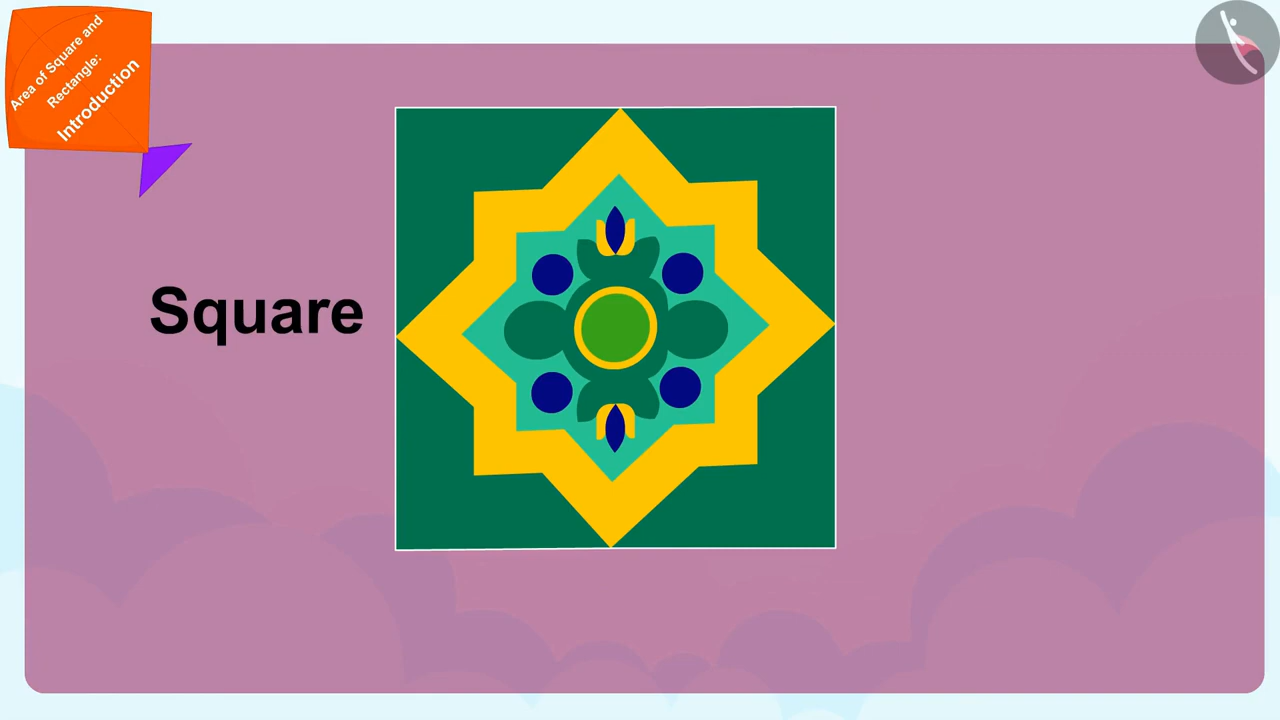 Area of Square and
Rectangle:
Introduction
Square